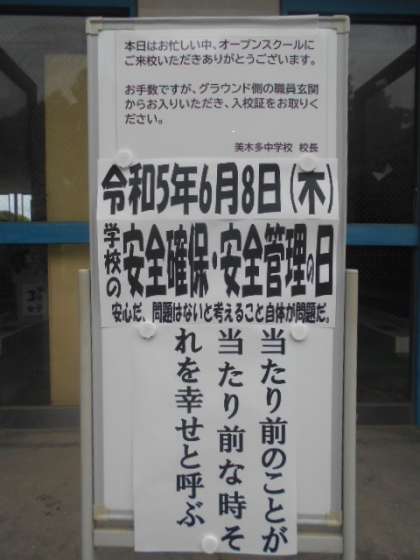 本日はお忙しい中、オープンスクールに
ご来校いただきありがとうございます。
お手数ですが、グラウンド側の職員玄関
からお入りいただき、入校証をお取りく
ださい。
美木多中学校 校長
令和5年6月8日(木)
学校の安全確保・安全管理の日
安心だ、問題はないと考えること自体が問題だ。
当たり前のことが
当たり前な時そ
れを幸せと呼ぶ